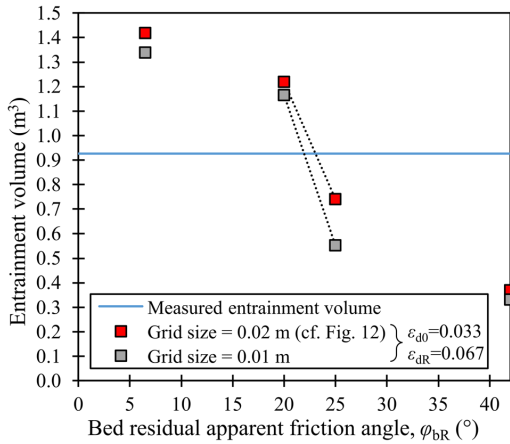 1.5
1.4
1.3
1.2
1.1
1.0
0.9
0.8
0.7
0.6
0.5
0.4
0.3
0.2
0.1
0.0
Entrainment volume (m³)
Measured entrainment volume
Grid size = 0.02 m (cf. Fig. 12)
Grid size = 0.01 m
εd0=0.033
εdR=0.067
0 5 10 15 20 25 30 35 40
Bed residual apparent friction angle, φbR (°)